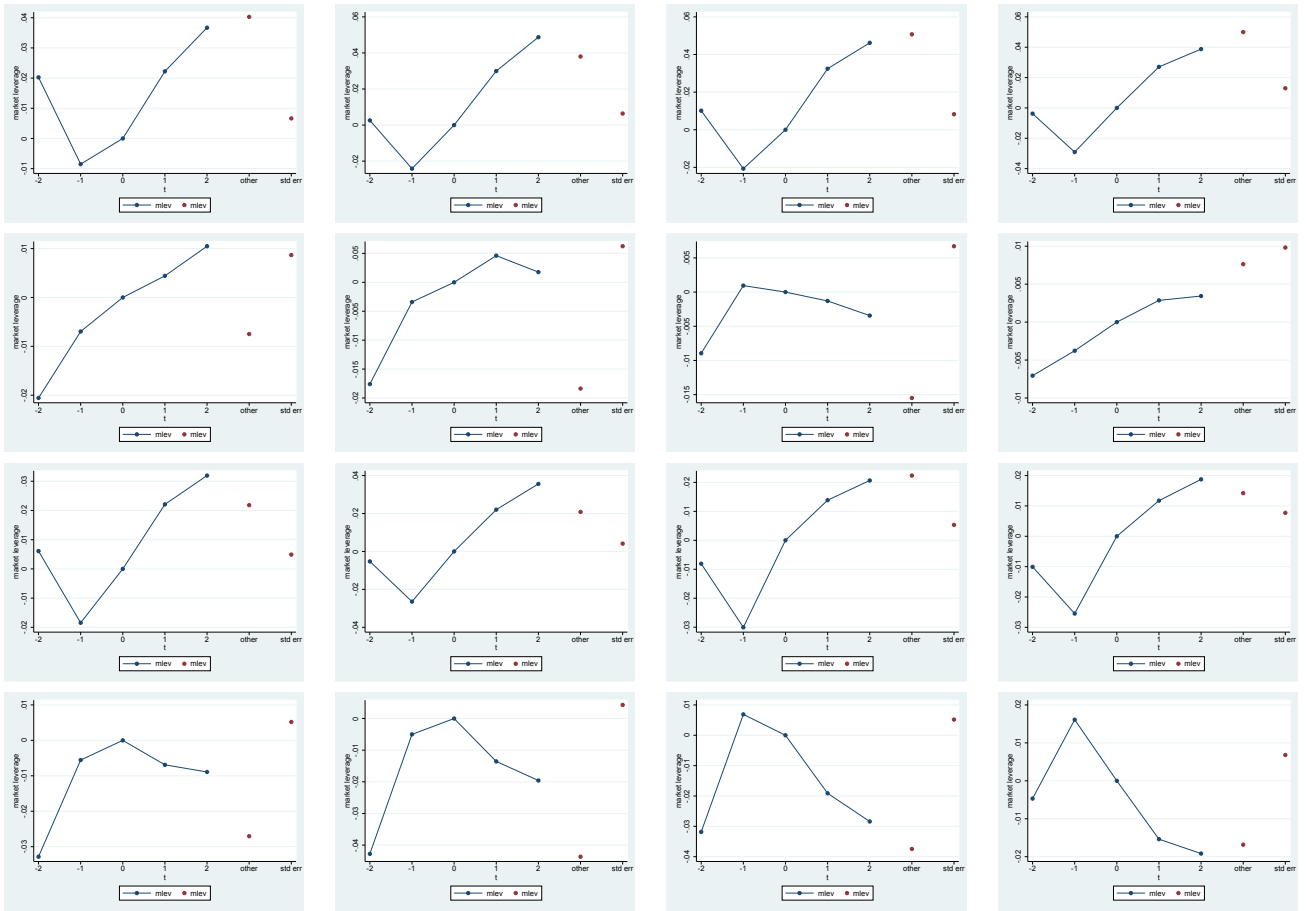 .04 .06 .06 .06
.03 .04 .04 .04
market leverage market leverage market leverage market leverage
.02 .02 .02 .02
.01 0 0 0
0 -.02 -.02 -.02
-.01 -.04
-2 -1 0 1 2 other std err -2 -1 0 1 2 other std err -2 -1 0 1 2 other std err -2 -1 0 1 2 other std err
t t t t
mlev mlev mlev mlev mlev mlev mlev mlev
.01 .005 .005 .01
0 0 0 .005
market leverage market leverage market leverage market leverage
-.01 -.005 -.005 0
-.02 -.01 -.01 -.005
-.015 -.015 -.01
-.02
-2 -1 0 1 2 other std err -2 -1 0 1 2 other std err -2 -1 0 1 2 other std err -2 -1 0 1 2 other std err
t t t t
mlev mlev mlev mlev mlev mlev mlev mlev
.03 .04 .02 .02
.02 .02 .01 .01
market leverage market leverage market leverage market leverage
.01 0 0 0
0 -.02 -.01 -.01
-.01 -.04 -.02 -.02
-.02 -.03 -.03
-2 -1 0 1 2 other std err -2 -1 0 1 2 other std err -2 -1 0 1 2 other std err -2 -1 0 1 2 other std err
t t t t
mlev mlev mlev mlev mlev mlev mlev mlev
.01 0 .01 .02
0 -.01 0 .01
market leverage market leverage market leverage market leverage
-.01 -.02 -.01 0
-.02 -.03 -.02 -.01
-.03 -.04 -.03 -.02
-.04
-2 -1 0 1 2 other std err -2 -1 0 1 2 other std err -2 -1 0 1 2 other std err -2 -1 0 1 2 other std err
t t t t
mlev mlev mlev mlev mlev mlev mlev mlev